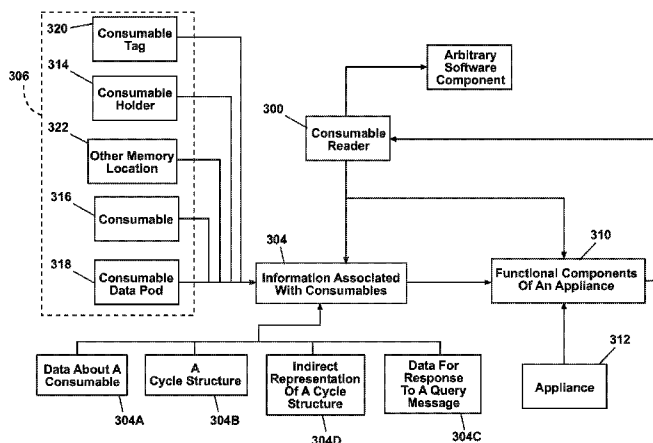 320
Consumable
Tag
314
306
Consumable
Holder
322
Other Memory
Location
316
Consumable
318
Consumable
Data Pod
Arbitrary
Software
Component
300
Consumable
Reader
304
Information Associated
With Consumables
310
Functional Components
Of An Appliance
312
Appliance
Data About A
Consumable
304A
A
Cycle Structure
304B
Indirect
Representation
Of A Cycle
Structure
304D
Data For
Response
To A Query
Message
304C